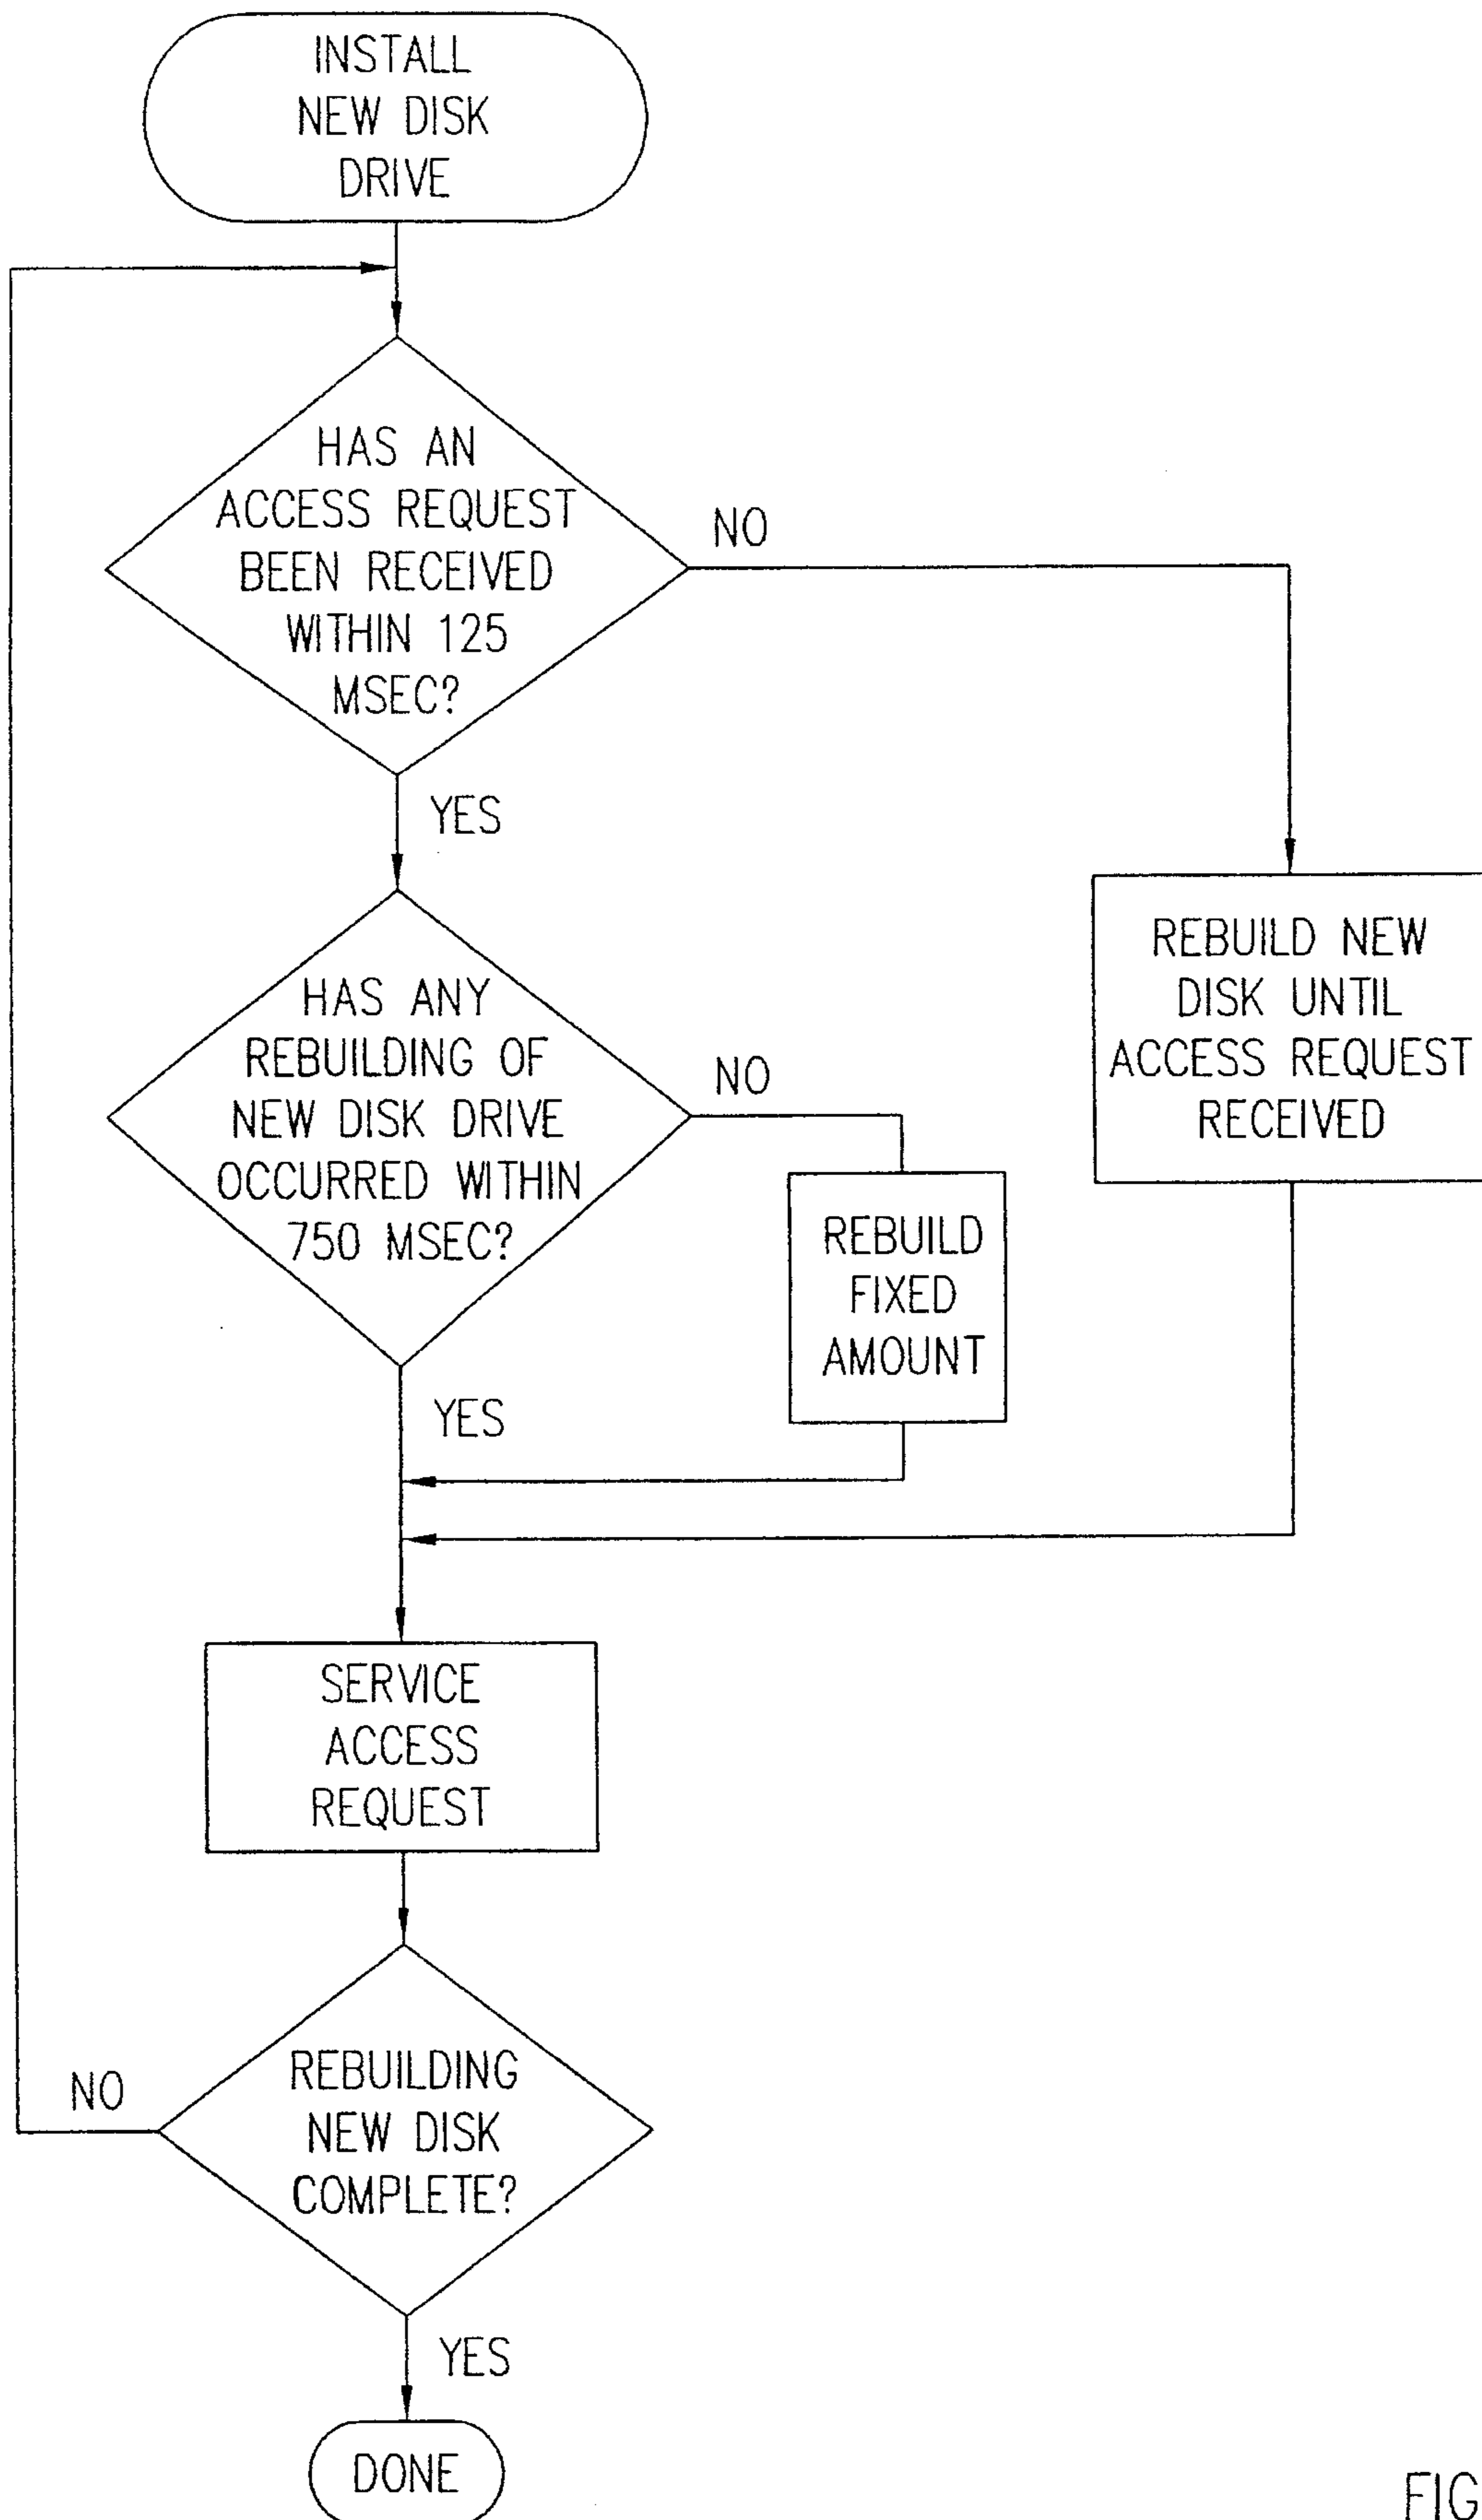 INSTALL
NEW DISK
DRIVE
HAS AN
ACCESS REQUEST
BEEN RECEIVED
WITHIN 125
MSEC?
NO
YES
HAS ANY
REBUILDING OF
NEW DISK DRIVE
OCCURRED WITHIN
750 MSEC?
NO
REBUILD NEW
DISK UNTIL
ACCESS REQUEST
RECEIVED
REBUILD
FIXED
AMOUNT
YES
SERVICE
ACCESS
REQUEST
REBUILDING
NEW DISK
COMPLETE?
NO
YES
DONE
FIG